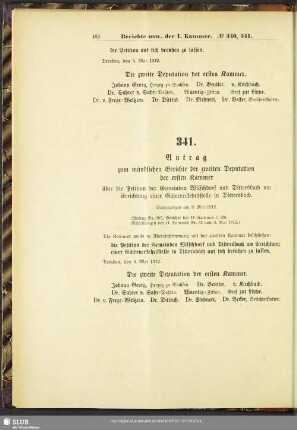 492 Berichte usw. der I. Kammer. № 340, 341.
die Petition auf sich beruhen zu lassen.
Dresden, den 8. Mai 1912.
Die zweite Deputation der ersten Kammer.
Johann Georg, Herzog zu Sachsen. Dr. Beutler. v. Kirchbach.
Dr. Sahrer v. Sahr-Dahlen. Waentig-Zittau. Graf zur Lippe.
Dr. v. Frege-Weltzien. Dr. Dittrich. Dr. Mehnert. Dr. Becker, Berichterstatter.
341.
Antrag
zum mündlichen Berichte der zweiten Deputation
der ersten Kammer
über die Petition der Gemeinden Wilschdorf und Dittersbach um
Errichtung einer Güterverkehrsstelle in Dittersbach.
Eingegangen am 8. Mai 1912.
Die Kammer wolle in Übereinstimmung mit der zweiten Kammer beschließen:
die Petition der Gemeinden Wilschdorf und Dittersbach um Errichtung
einer Güterverkehrsstelle in Dittersbach auf sich beruhen zu lassen.
Dresden, den 8. Mai 1912.
Die zweite Deputation der ersten Kammer.
Johann Georg, Herzog zu Sachsen. Dr. Beutler. v. Kirchbach.
Dr. Sahrer v. Sahr-Dahlen. Waentig-Zittau. Graf zur Lippe.
Dr. v. Frege-Weltzien. Dr. Dittrich. Dr. Mehnert. Dr. Becker, Berichterstatter.
SLUB